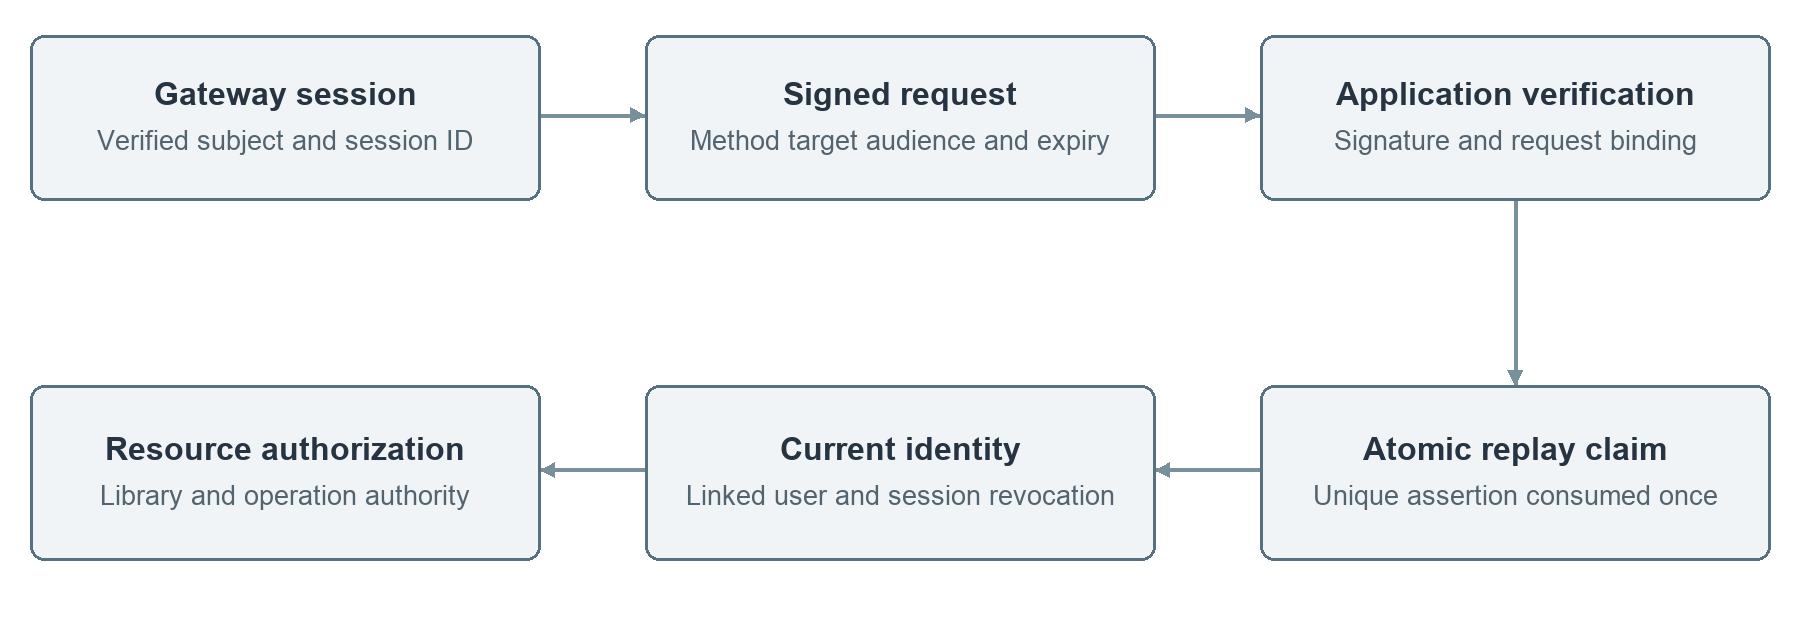 Gateway session
Verified subject and session ID
Signed request
Method target audience and expiry
Application verification
Signature and request binding
Resource authorization
Library and operation authority
Current identity
Linked user and session revocation
Atomic replay claim
Unique assertion consumed once